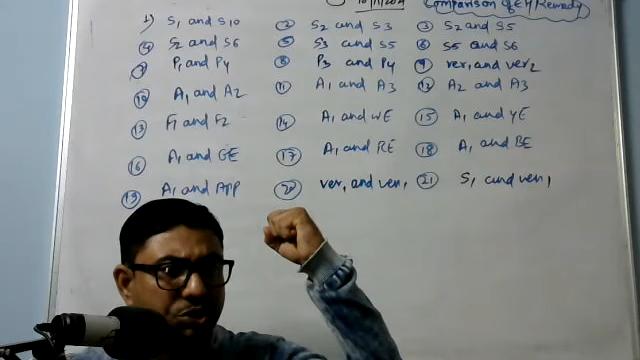 Comparison of EH Remedy
1) S1 and S10 ② S2 and S3 ③ S2 and S5
④ S2 and S6 ⑤ S3 and S5 ⑥ S5 and S6
⑦ P1 and P4 ⑧ P3 and P4 ⑨ ver1 and ver2
⑩ A1 and A2 ⑪ A1 and A3 ⑫ A2 and A3
⑬ F1 and F2 ⑭ A1 and WE ⑮ A1 and YE
⑯ A1 and GE ⑰ A1 and RE ⑱ A1 and BE
⑲ A1 and APP ⑳ ver1 and ven1 ㉑ S1 and ven1